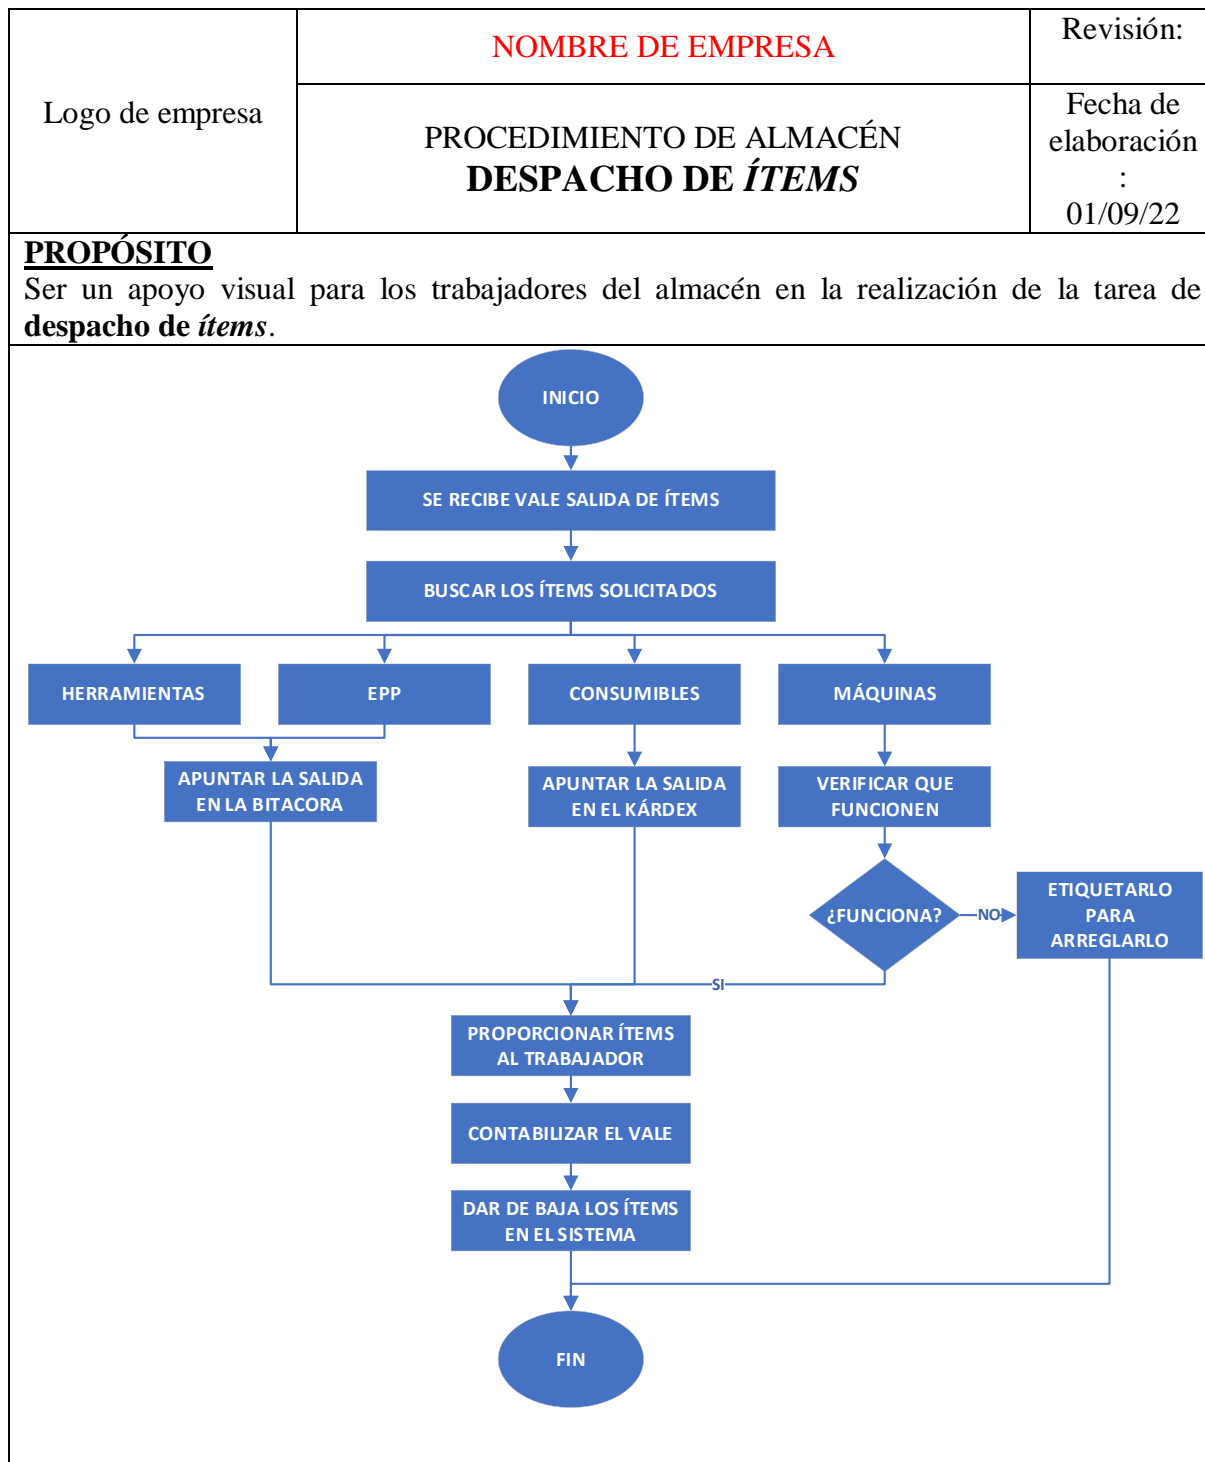 Logo de empresa
NOMBRE DE EMPRESA
Revisión:
PROCEDIMIENTO DE ALMACÉN
DESPACHO DE ÍTEMS
Fecha de
elaboración
:
01/09/22
PROPÓSITO
Ser un apoyo visual para los trabajadores del almacén en la realización de la tarea de
despacho de ítems.
INICIO
SE RECIBE VALE SALIDA DE ÍTEMS
BUSCAR LOS ÍTEMS SOLICITADOS
HERRAMIENTAS
EPP
CONSUMIBLES
MÁQUINAS
APUNTAR LA SALIDA
EN LA BITACORA
APUNTAR LA SALIDA
EN EL KÁRDEX
VERIFICAR QUE
FUNCIONEN
¿FUNCIONA?
NO
ETIQUETARLO
PARA
ARREGLARLO
SI
PROPORCIONAR ÍTEMS
AL TRABAJADOR
CONTABILIZAR EL VALE
DAR DE BAJA LOS ÍTEMS
EN EL SISTEMA
FIN